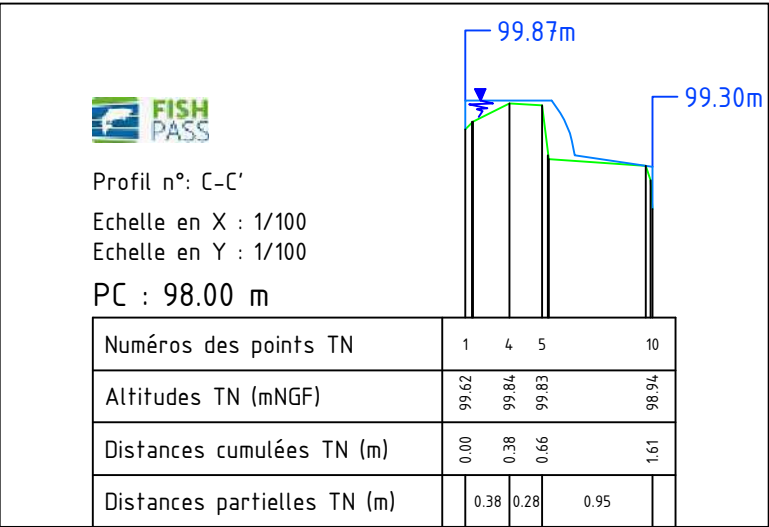 99.87m
99.30m
FISH
PASS
Profil n°: C-C'
Echelle en X : 1/100
Echelle en Y : 1/100
PC : 98.00 m
Numéros des points TN 1 4 5 10
Altitudes TN (mNGF) 99.62 99.84 99.83 98.94
Distances cumulées TN (m) 0.00 0.38 0.66 1.61
Distances partielles TN (m) 0.38 0.28 0.95